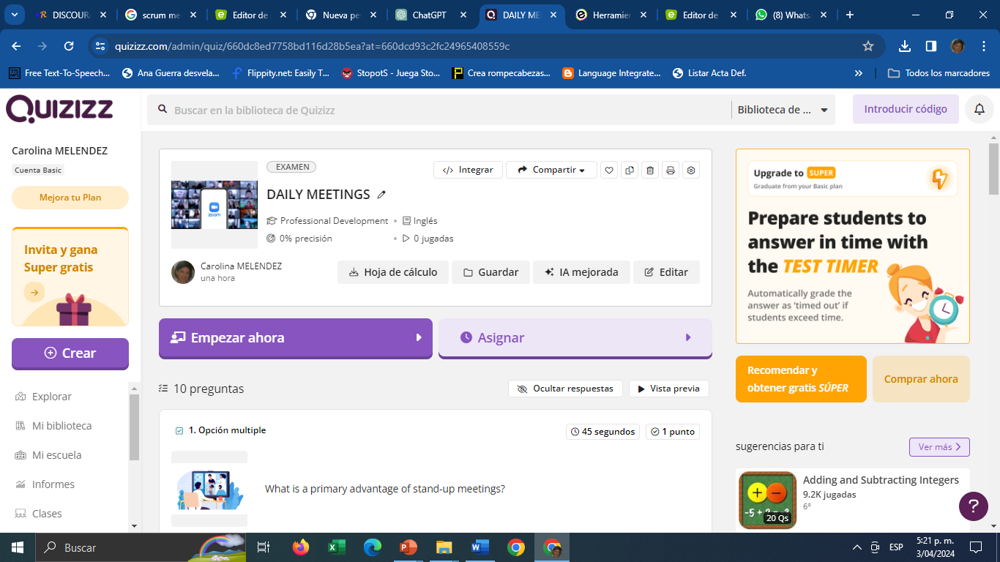 DISCOUR
scrum me
Editor de
Nueva pe
ChatGPT
DAILY ME
Herramier
Editor de
(8) Whats
quizizz.com/admin/quiz/660dc8ed7758bd116d28b5ea?at=660dcd93c2fc24965408559c
Free Text-To-Speech...
Ana Guerra desvela...
Flippity.net: Easily T...
StopotS - Juega Sto...
Crea rompecabezas...
Language Integrate...
Listar Acta Def.
»
Todos los marcadores
QUIZIZZ
Buscar en la biblioteca de Quizizz
Biblioteca de ...
Introducir código
Carolina MELENDEZ
Cuenta Basic
Mejora tu Plan
Invita y gana
Super gratis
Crear
Explorar
Mi biblioteca
Mi escuela
Informes
Clases
EXAMEN
Integrar
Compartir
DAILY MEETINGS
zoom
Professional Development
Inglés
0% precisión
0 jugadas
Carolina MELENDEZ
una hora
Hoja de cálculo
Guardar
IA mejorada
Editar
Empezar ahora
Asignar
10 preguntas
Ocultar respuestas
Vista previa
1. Opción multiple
45 segundos
1 punto
What is a primary advantage of stand-up meetings?
Upgrade to SUPER
Graduate from your Basic plan
Prepare students to
answer in time with
the TEST TIMER
Automatically grade the
answer as ‘timed out’ if
students exceed time.
Recomendar y
obtener gratis SÚPER
Comprar ahora
sugerencias para ti
Ver más
Adding and Subtracting Integers
9.2K jugadas
6º
20 Qs
?
Buscar
ESP
5:21 p. m.
3/04/2024